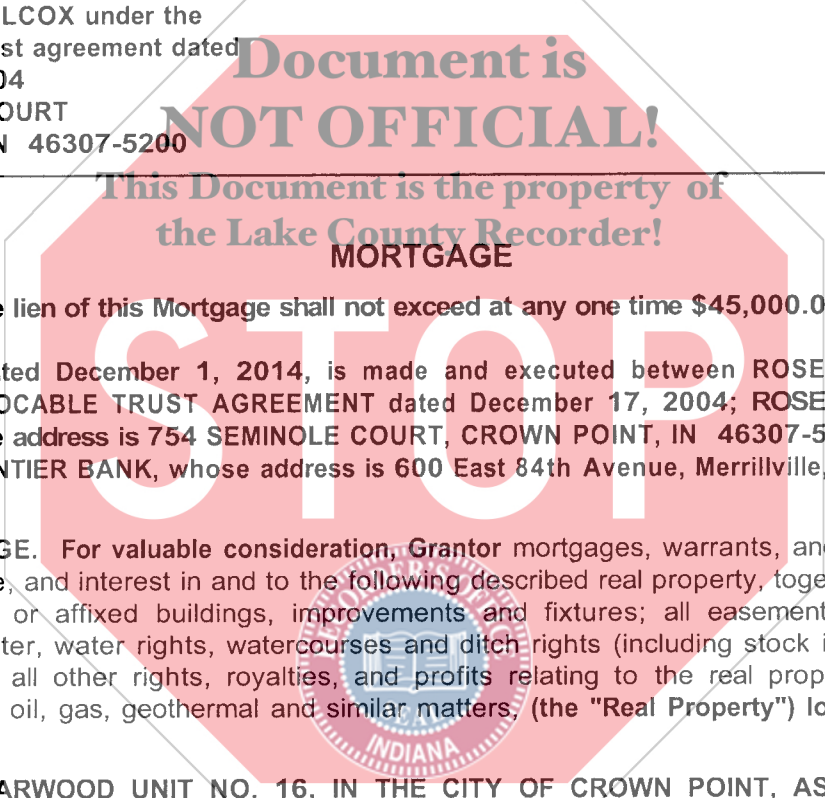 LCOX under the
st agreement dated
04
OURT
N 46307-5200
Document is
NOT OFFICIAL!
This Document is the property of
the Lake County Recorder!
MORTGAGE
e lien of this Mortgage shall not exceed at any one time $45,000.0
ted December 1, 2014, is made and executed between ROSE
OCABLE TRUST AGREEMENT dated December 17, 2004; ROSE
e address is 754 SEMINOLE COURT, CROWN POINT, IN 46307-5
NTIER BANK, whose address is 600 East 84th Avenue, Merrillville,
GE. For valuable consideration, Grantor mortgages, warrants, an
e, and interest in and to the following described real property, toge
or affixed buildings, improvements and fixtures; all easement
ter, water rights, watercourses and ditch rights (including stock i
all other rights, royalties, and profits relating to the real prop
oil, gas, geothermal and similar matters, (the "Real Property") lo
ARWOOD UNIT NO. 16, IN THE CITY OF CROWN POINT, AS
STOP
RECORDER'S OFFICE
SEAL
INDIANA